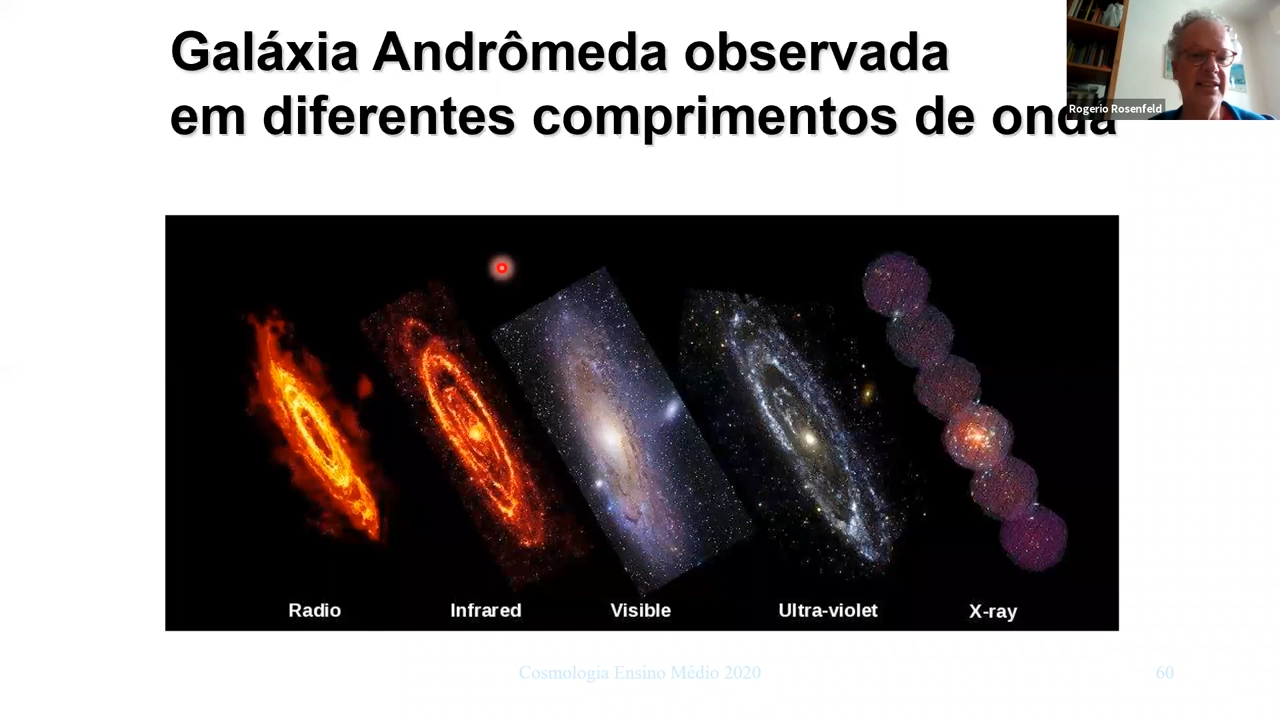 Galáxia Andrômeda observada
em diferentes comprimentos de onda
Rogerio Rosenfeld
Radio
Infrared
Visible
Ultra-violet
X-ray
Cosmologia Ensino Médio 2020
60